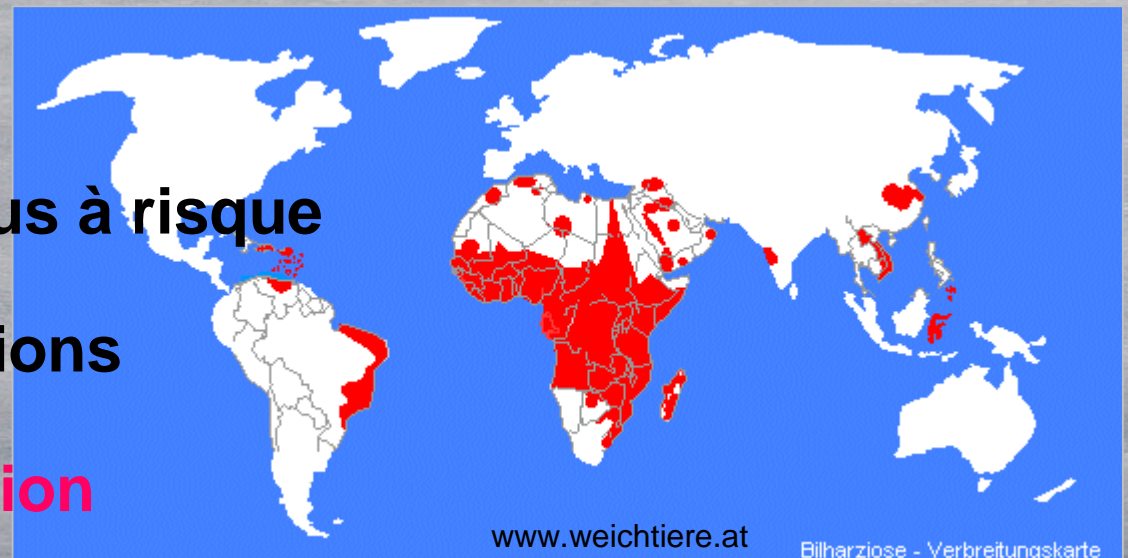 us à risque
ions
ion
www.weichtiere.at
Bilharziose - Verbreitungskarte